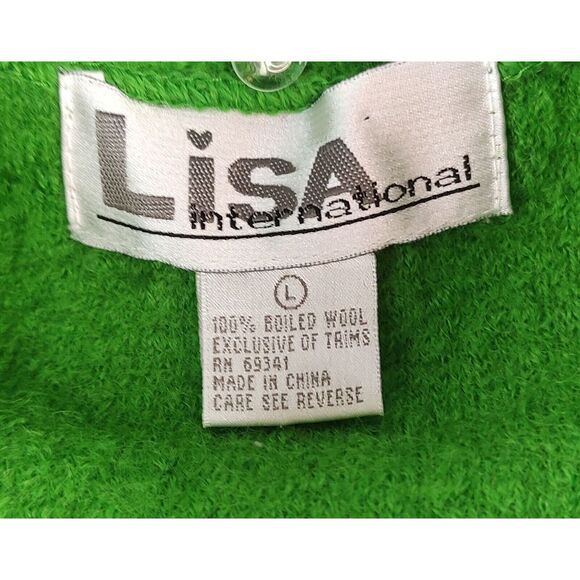 LiSA
international
L
100% BOILED WOOL
EXCLUSIVE OF TRIMS
RN 69341
MADE IN CHINA
CARE SEE REVERSE